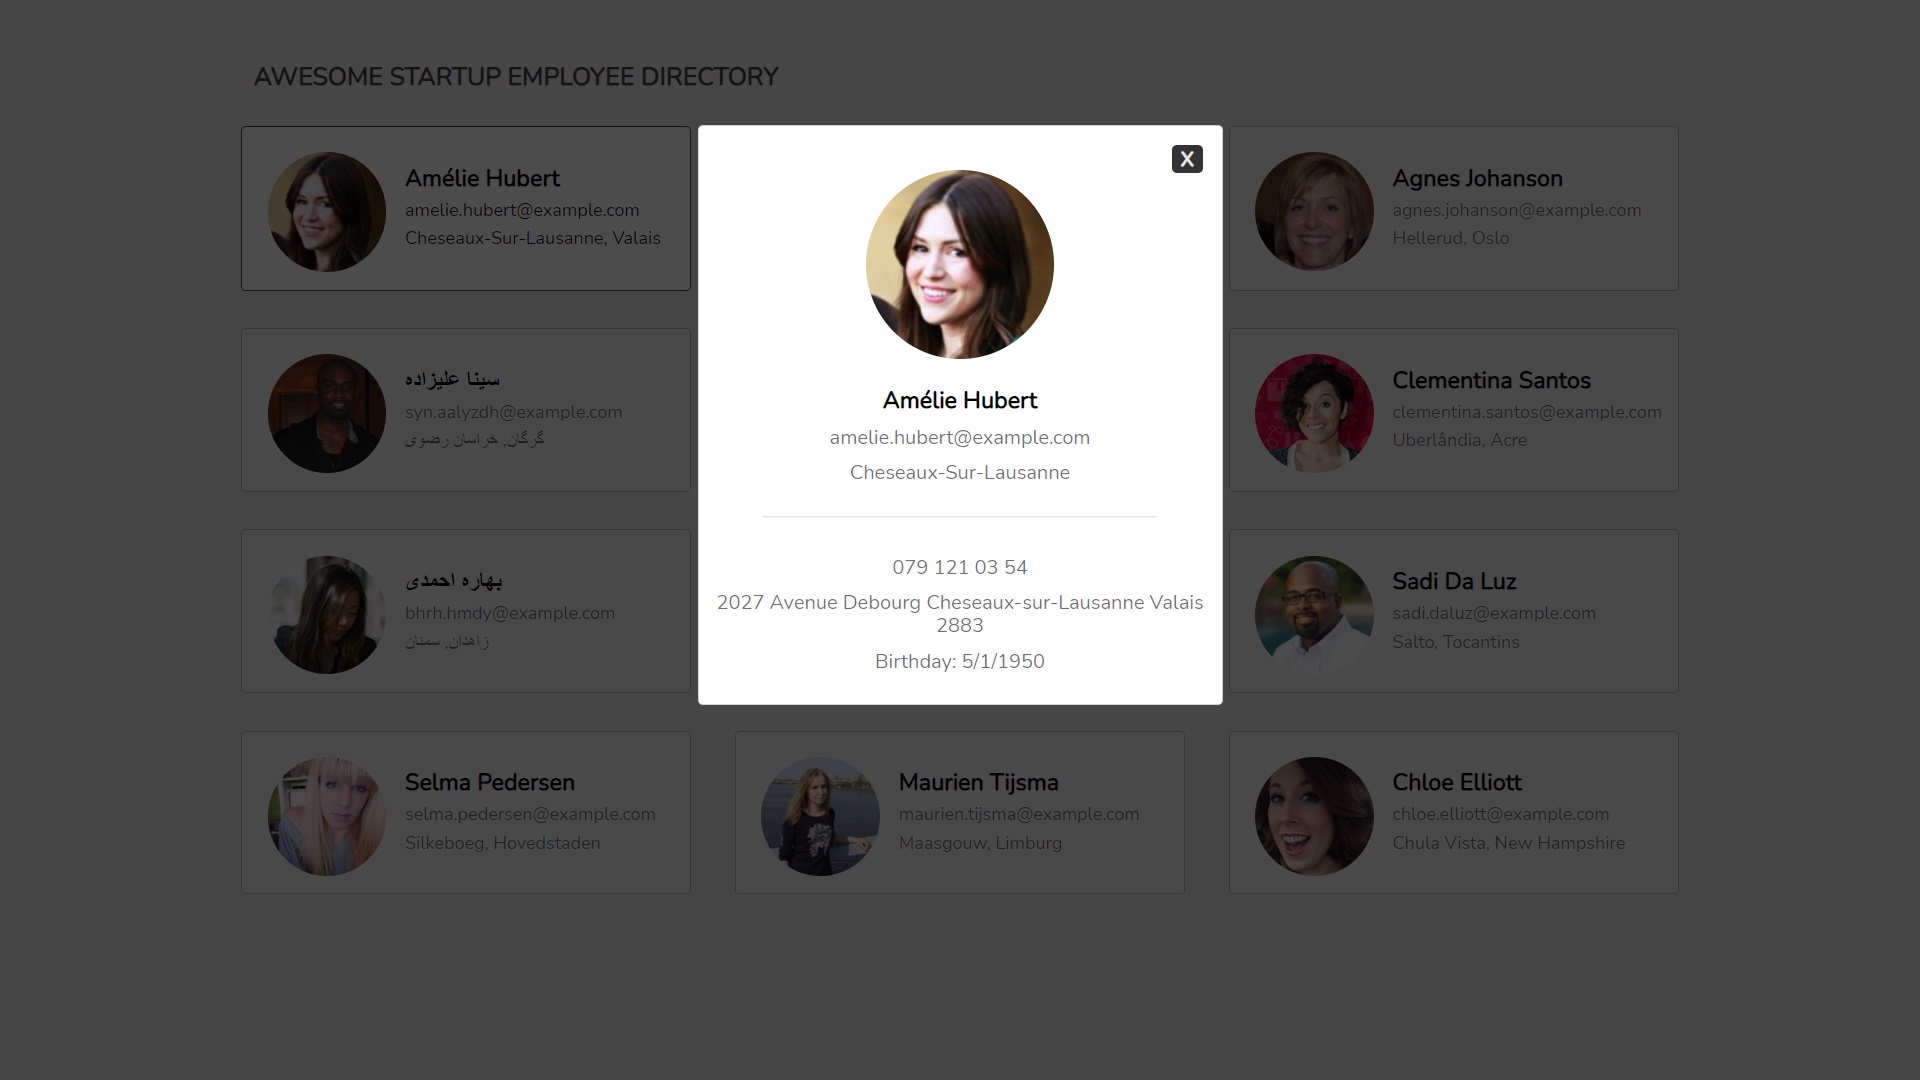 AWESOME STARTUP EMPLOYEE DIRECTORY
Amélie Hubert
amelie.hubert@example.com
Cheseaux-Sur-Lausanne, Valais
X
Amélie Hubert
amelie.hubert@example.com
Cheseaux-Sur-Lausanne
079 121 03 54
2027 Avenue Debourg Cheseaux-sur-Lausanne Valais
2883
Birthday: 5/1/1950
Agnes Johanson
agnes.johanson@example.com
Hellerud, Oslo
سینا علیزاده
syn.aalyzdh@example.com
گرگان, خراسان رضوی
Clementina Santos
clementina.santos@example.com
Uberlândia, Acre
بهاره احمدی
bhrh.hmdy@example.com
زاهدان, سمنان
Sadi Da Luz
sadi.daluz@example.com
Salto, Tocantins
Selma Pedersen
selma.pedersen@example.com
Silkeboeg, Hovedstaden
Maurien Tijsma
maurien.tijsma@example.com
Maasgouw, Limburg
Chloe Elliott
chloe.elliott@example.com
Chula Vista, New Hampshire